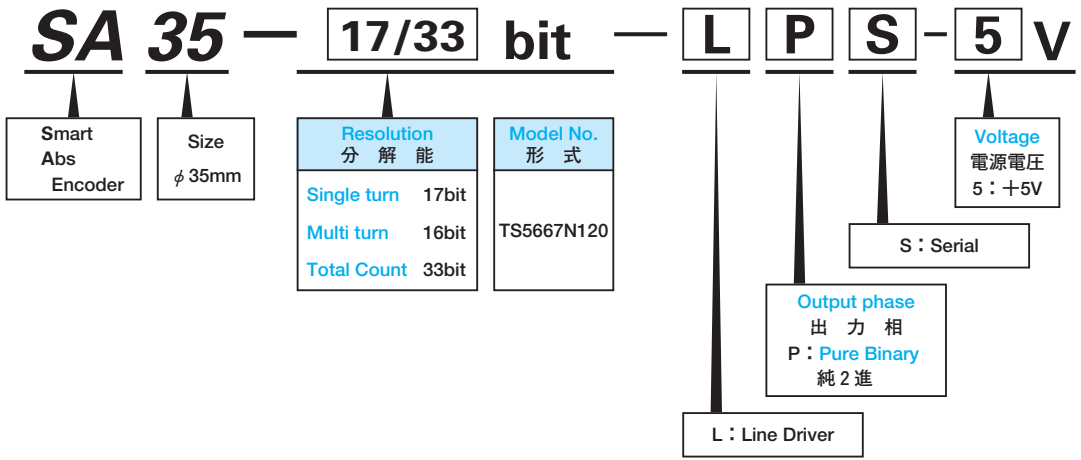 SA 35 — 17/33 bit — L P S - 5 V
Smart
Abs
Encoder
Size
φ 35mm
Resolution
分 解 能
Single turn 17bit
Multi turn 16bit
Total Count 33bit
Model No.
形 式
TS5667N120
Voltage
電源電圧
5：＋5V
S：Serial
Output phase
出 力 相
P：Pure Binary
純2進
L：Line Driver